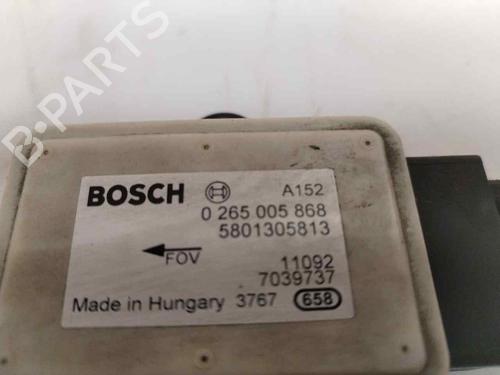 B-PARTS
BOSCH A152
0 265 005 868
5801305813
FOV 11092
7039737
Made in Hungary 3767 658